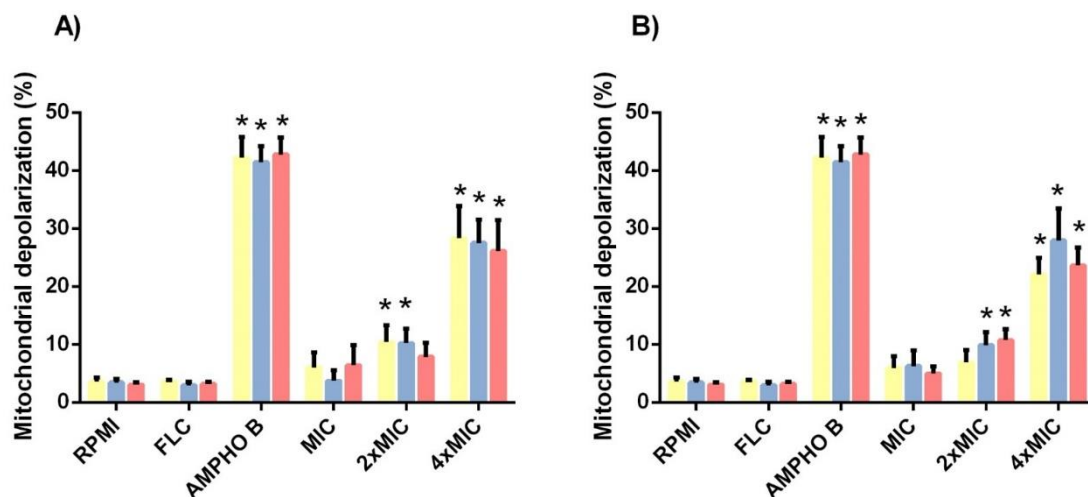 A)
Mitochondrial depolarization (%)
50
40
30
20
10
0
* * *
* *
* * *
RPMI
FLC
AMPHO B
MIC
2xMIC
4xMIC
B)
Mitochondrial depolarization (%)
50
40
30
20
10
0
* * *
* *
* * *
RPMI
FLC
AMPHO B
MIC
2xMIC
4xMIC